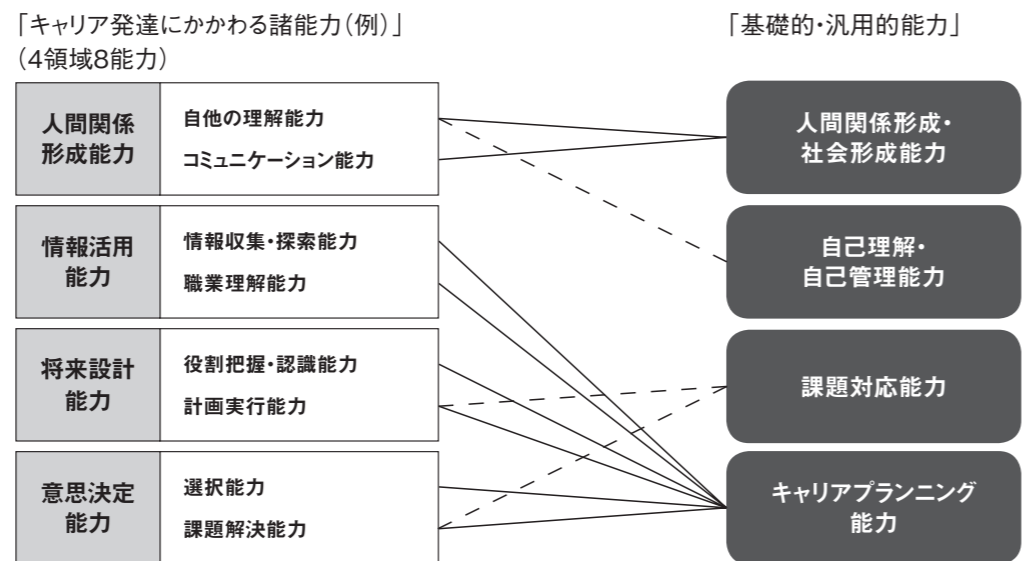 「キャリア発達にかかわる諸能力(例)」
(4領域8能力)
「基礎的・汎用的能力」
人間関係
形成能力
自他の理解能力
コミュニケーション能力
人間関係形成・
社会形成能力
情報活用
能力
情報収集・探索能力
職業理解能力
自己理解・
自己管理能力
将来設計
能力
役割把握・認識能力
計画実行能力
課題対応能力
意思決定
能力
選択能力
課題解決能力
キャリアプランニング
能力